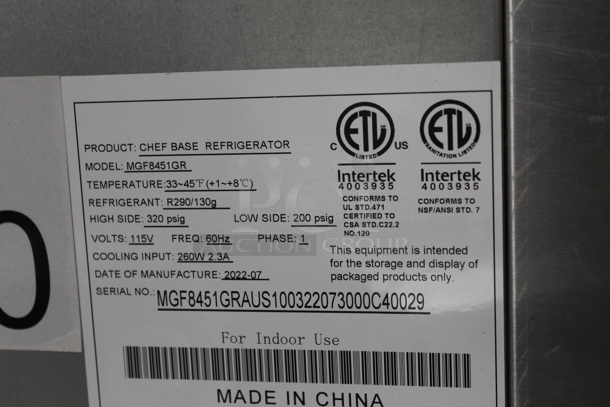 PRODUCT: CHEF BASE REFRIGERATOR
MODEL: MGF8451GR
TEMPERATURE: 33~45°F (+1~+8°C)
REFRIGERANT: R290/130g
HIGH SIDE: 320 psig LOW SIDE: 200 psig
VOLTS: 115V FREQ: 60Hz PHASE: 1
COOLING INPUT: 260W 2.3A
DATE OF MANUFACTURE: 2022-07
SERIAL NO.: MGF8451GRAUS100322073000C40029
C ETL US
LISTED
Intertek
4003935
CONFORMS TO
UL STD.471
CERTIFIED TO
CSA STD.C22.2
NO.120
ETL
SANITATION LISTED
Intertek
4003935
CONFORMS TO
NSF/ANSI STD. 7
This equipment is intended
for the storage and display of
packaged products only.
For Indoor Use
MADE IN CHINA
0
AUCTION GROUP